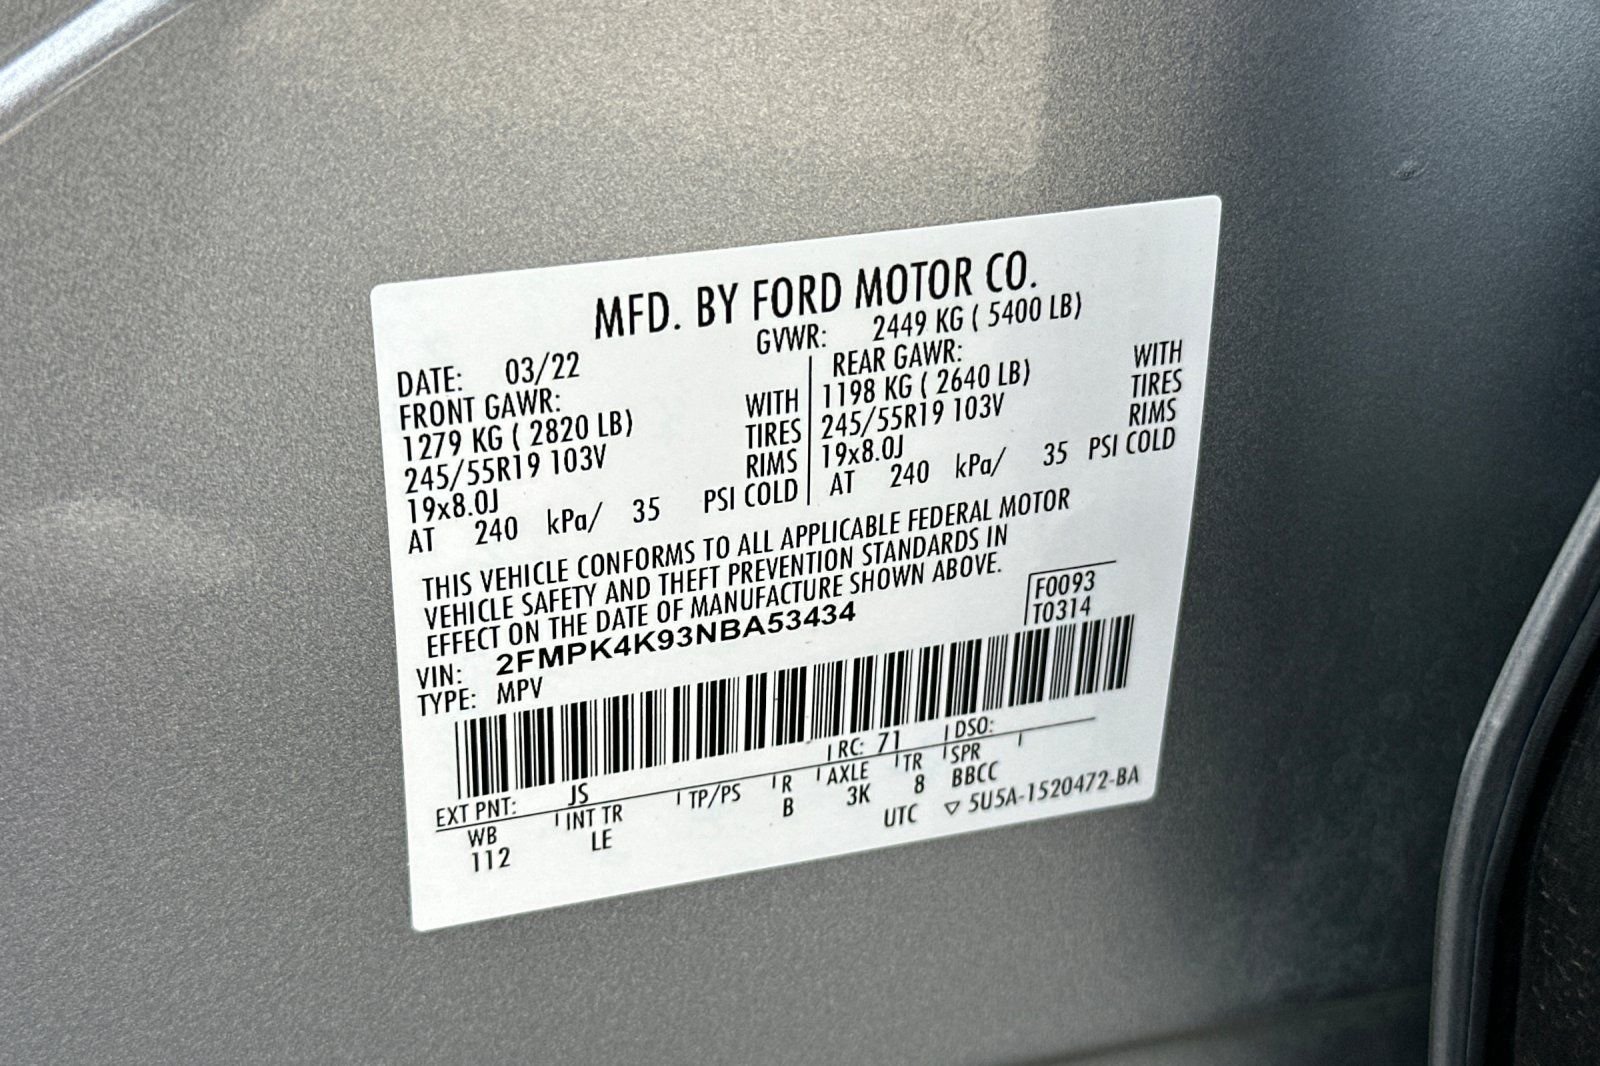 MFD. BY FORD MOTOR CO.
DATE: 03/22
GVWR: 2449 KG ( 5400 LB)
FRONT GAWR:
1279 KG ( 2820 LB) WITH
245/55R19 103V TIRES
19x8.0J RIMS
AT 240 kPa/ 35 PSI COLD
REAR GAWR:
1198 KG ( 2640 LB) WITH
245/55R19 103V TIRES
19x8.0J RIMS
AT 240 kPa/ 35 PSI COLD
THIS VEHICLE CONFORMS TO ALL APPLICABLE FEDERAL MOTOR
VEHICLE SAFETY AND THEFT PREVENTION STANDARDS IN
EFFECT ON THE DATE OF MANUFACTURE SHOWN ABOVE.
F0093
T0314
VIN: 2FMPK4K93NBA53434
TYPE: MPV
EXT PNT: JS RC: 71 DSO:
WB INT TR TP/PS R AXLE TR SPR
112 LE B 3K 8 BBCC
UTC ▽ 5U5A-1520472-BA